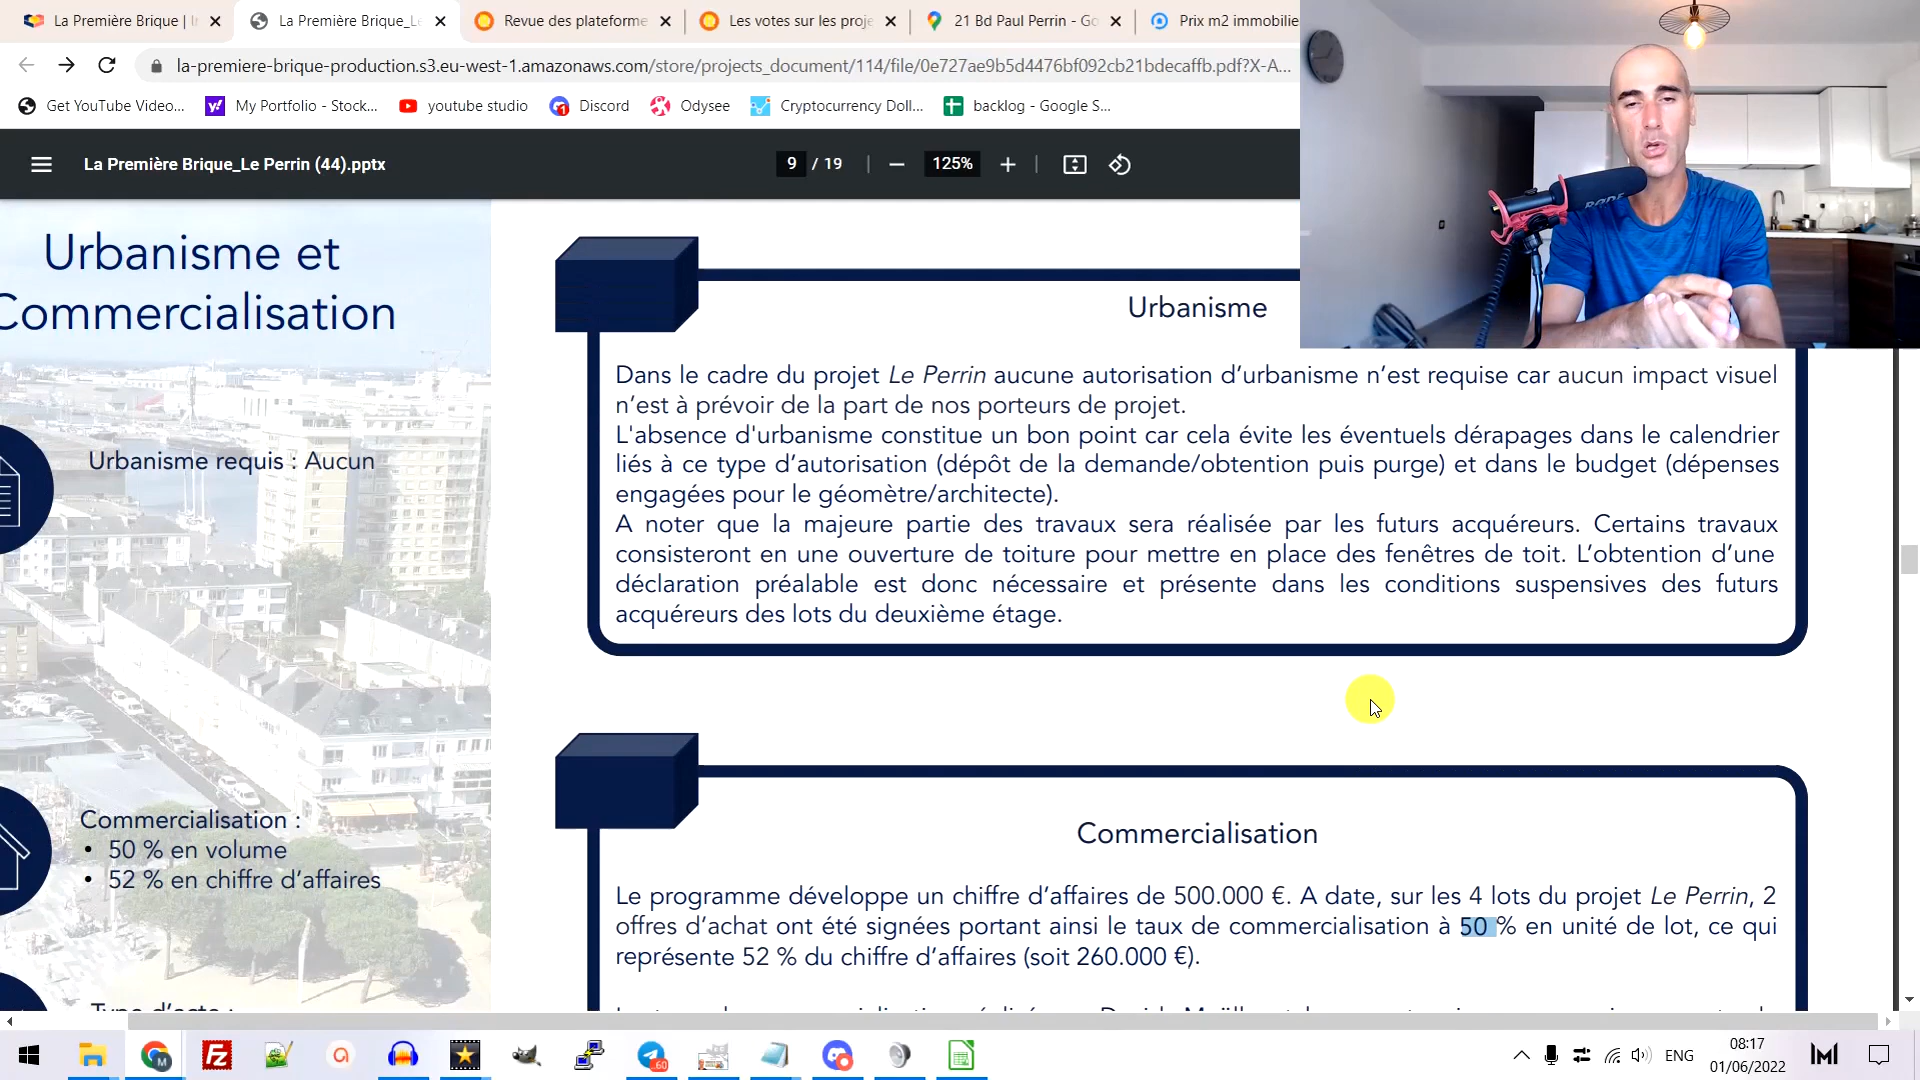 La Première Brique | I
La Première Brique_Le
Revue des plateforme
Les votes sur les proje
21 Bd Paul Perrin - Go
Prix m2 immobilie
la-premiere-brique-production.s3.eu-west-1.amazonaws.com/store/projects_document/114/file/0e727ae9b5d4476bf092cb21bdecaffb.pdf?X-A...
Get YouTube Video...
My Portfolio - Stock...
youtube studio
Discord
Odysee
Cryptocurrency Doll...
backlog - Google S...
La Première Brique_Le Perrin (44).pptx
9 / 19
125%
RODE
Urbanisme et
Commercialisation
Urbanisme requis : Aucun
Commercialisation :
• 50 % en volume
• 52 % en chiffre d’affaires
Type d’acte :
Urbanisme
Dans le cadre du projet Le Perrin aucune autorisation d’urbanisme n’est requise car aucun impact visuel
n’est à prévoir de la part de nos porteurs de projet.
L'absence d'urbanisme constitue un bon point car cela évite les éventuels dérapages dans le calendrier
liés à ce type d’autorisation (dépôt de la demande/obtention puis purge) et dans le budget (dépenses
engagées pour le géomètre/architecte).
A noter que la majeure partie des travaux sera réalisée par les futurs acquéreurs. Certains travaux
consisteront en une ouverture de toiture pour mettre en place des fenêtres de toit. L’obtention d’une
déclaration préalable est donc nécessaire et présente dans les conditions suspensives des futurs
acquéreurs des lots du deuxième étage.
Commercialisation
Le programme développe un chiffre d’affaires de 500.000 €. A date, sur les 4 lots du projet Le Perrin, 2
offres d’achat ont été signées portant ainsi le taux de commercialisation à 50 % en unité de lot, ce qui
représente 52 % du chiffre d’affaires (soit 260.000 €).
60
ENG
08:17
01/06/2022